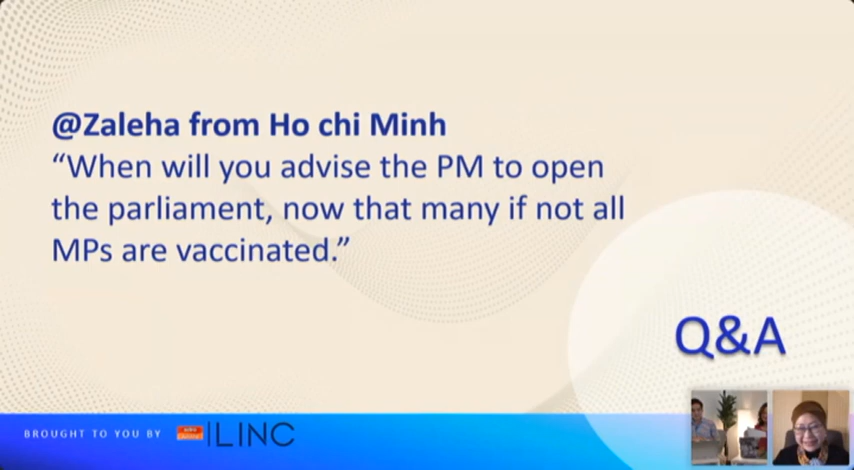 @Zaleha from Ho chi Minh
“When will you advise the PM to open
the parliament, now that many if not all
MPs are vaccinated.”
Q&A
BROUGHT TO YOU BY
ILINC